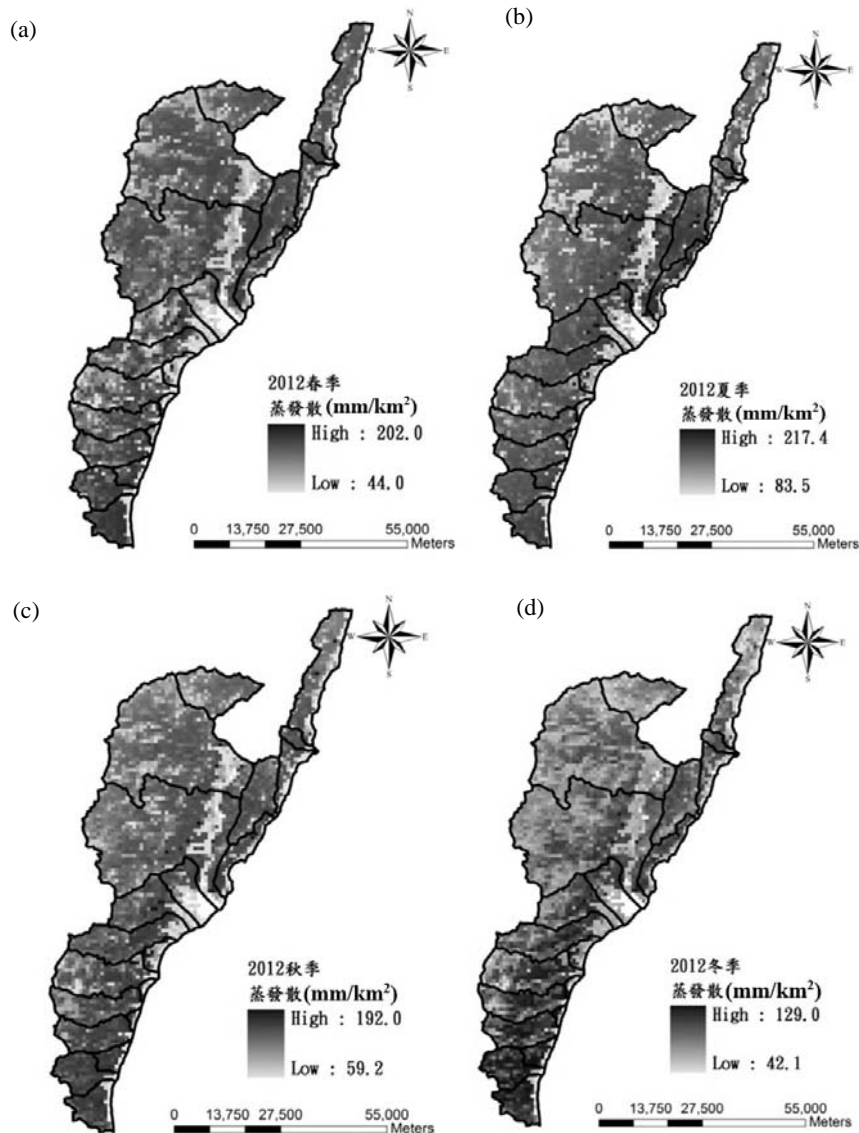 (a)
N
W
E
S
2012春季
蒸發散(mm/km²)
High : 202.0
Low : 44.0
0 13,750 27,500 55,000
Meters
(b)
N
W
E
S
2012夏季
蒸發散(mm/km²)
High : 217.4
Low : 83.5
0 13,750 27,500 55,000
Meters
(c)
N
W
E
S
2012秋季
蒸發散(mm/km²)
High : 192.0
Low : 59.2
0 13,750 27,500 55,000
Meters
(d)
N
W
E
S
2012冬季
蒸發散(mm/km²)
High : 129.0
Low : 42.1
0 13,750 27,500 55,000
Meters